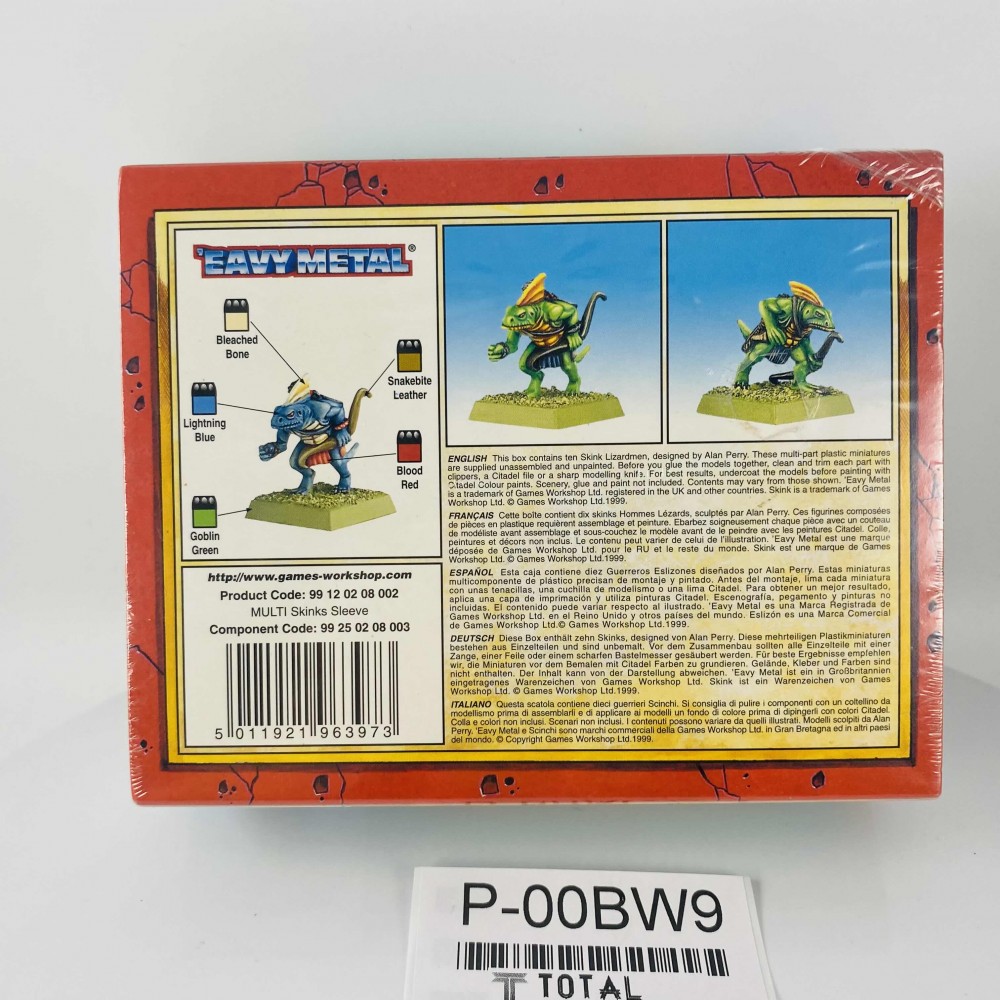 'EAVY METAL®
Bleached
Bone
Snakebite
Leather
Lightning
Blue
Blood
Red
Goblin
Green
http://www.games-workshop.com
Product Code: 99 12 02 08 002
MULTI Skinks Sleeve
Component Code: 99 25 02 08 003
5 011921 963973
ENGLISH This box contains ten Skink Lizardmen, designed by Alan Perry. These multi-part plastic miniatures
are supplied unassembled and unpainted. Before you glue the models together, clean and trim each part with
clippers, a Citadel file or a sharp modelling knife. For best results, undercoat the models before painting with
Citadel Colour paints. Scenery, glue and paint not included. Contents may vary from those shown. 'Eavy Metal
is a trademark of Games Workshop Ltd. registered in the UK and other countries. Skink is a trademark of Games
Workshop Ltd. © Games Workshop Ltd.1999.
FRANÇAIS Cette boîte contient dix skinks Hommes Lézards, sculptés par Alan Perry. Ces figurines composées
de pièces en plastique requièrent assemblage et peinture. Ebarbez soigneusement chaque pièce avec un couteau
de modéliste avant assemblage et sous-couchez le modèle avant de le peindre avec les peintures Citadel. Colle,
peintures et décors non inclus. Le contenu peut varier de celui de l'illustration. 'Eavy Metal est une marque
déposée de Games Workshop Ltd. pour le RU et le reste du monde. Skink est une marque de Games
Workshop Ltd. © Games Workshop Ltd.1999.
ESPAÑOL Esta caja contiene diez Guerreros Eslizones diseñados por Alan Perry. Estas miniaturas
multicomponente de plástico precisan de montaje y pintado. Antes del montaje, lima cada miniatura
con unas tenacillas, una cuchilla de modelismo o una lima Citadel. Para obtener un mejor resultado,
aplica una capa de imprimación y utiliza pinturas Citadel. Escenografía, pegamento y pinturas no
incluidas. El contenido puede variar respecto al ilustrado. 'Eavy Metal es una Marca Registrada de
Games Workshop Ltd. en el Reino Unido y otros países del mundo. Eslizón es una Marca Comercial
de Games Workshop Ltd.© Games Workshop Ltd.1999.
DEUTSCH Diese Box enthält zehn Skinks, designed von Alan Perry. Diese mehrteiligen Plastikminiaturen
bestehen aus Einzelteilen und sind unbemalt. Vor dem Zusammenbau sollten alle Einzelteile mit einer
Zange, einer Feile oder einem scharfen Bastelmesser gesäubert werden. Für beste Ergebnisse empfehlen
wir, die Miniaturen vor dem Bemalen mit Citadel Farben zu grundieren. Gelände, Kleber und Farben sind
nicht enthalten. Der Inhalt kann von der Darstellung abweichen. 'Eavy Metal ist ein in Großbritannien
eingetragenes Warenzeichen von Games Workshop Ltd. Skink ist ein Warenzeichen von Games
Workshop Ltd. © Games Workshop Ltd.1999.
ITALIANO Questa scatola contiene dieci guerrieri Scinchi. Si consiglia di pulire i componenti con un coltellino da
modellismo prima di assemblarli e di applicare ai modelli un fondo di colore prima di dipingerli con colori Citadel.
Colla e colori non inclusi. Scenari non inclusi. I contenuti possono variare da quelli illustrati. Modelli scolpiti da Alan
Perry. 'Eavy Metal e Scinchi sono marchi commerciali della Games Workshop Ltd. in Gran Bretagna ed in altri paesi
del mondo. © Copyright Games Workshop Ltd.1999.
P-00BW9
TOTAL